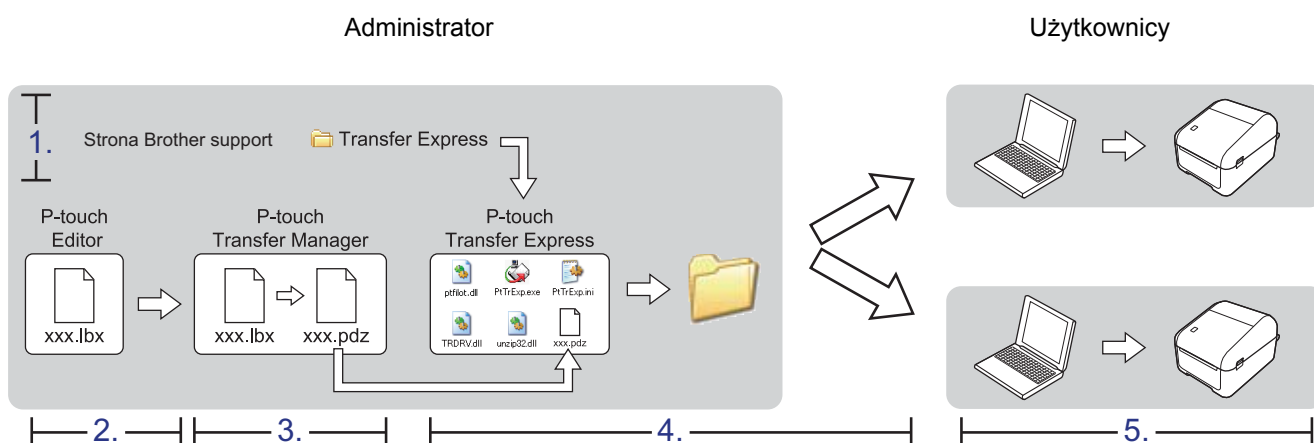 Administrator
Użytkownicy
1.
Strona Brother support
Transfer Express
P-touch
Editor
xxx.lbx
P-touch
Transfer Manager
xxx.lbx
xxx.pdz
P-touch
Transfer Express
ptfilot.dll
PtTrExp.exe
PtTrExp.ini
TRDRV.dll
unzip32.dll
xxx.pdz
2.
3.
4.
5.